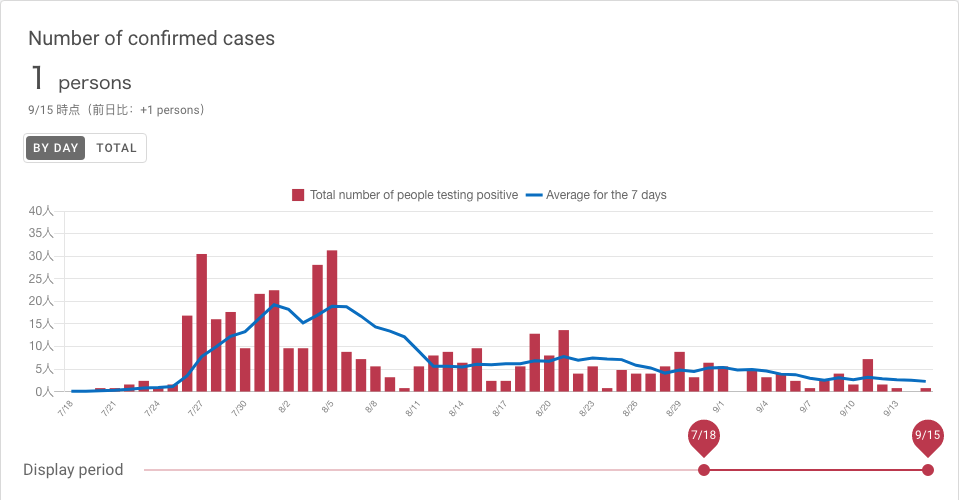 Number of confirmed cases
1 persons
9/15 時点（前日比：+1 persons）
BY DAY TOTAL
Total number of people testing positive Average for the 7 days
40人
35人
30人
25人
20人
15人
10人
5人
0人
7/18 7/21 7/24 7/27 7/30 8/2 8/5 8/8 8/11 8/14 8/17 8/20 8/23 8/26 8/29 9/1 9/4 9/7 9/10 9/13
7/18 9/15
Display period